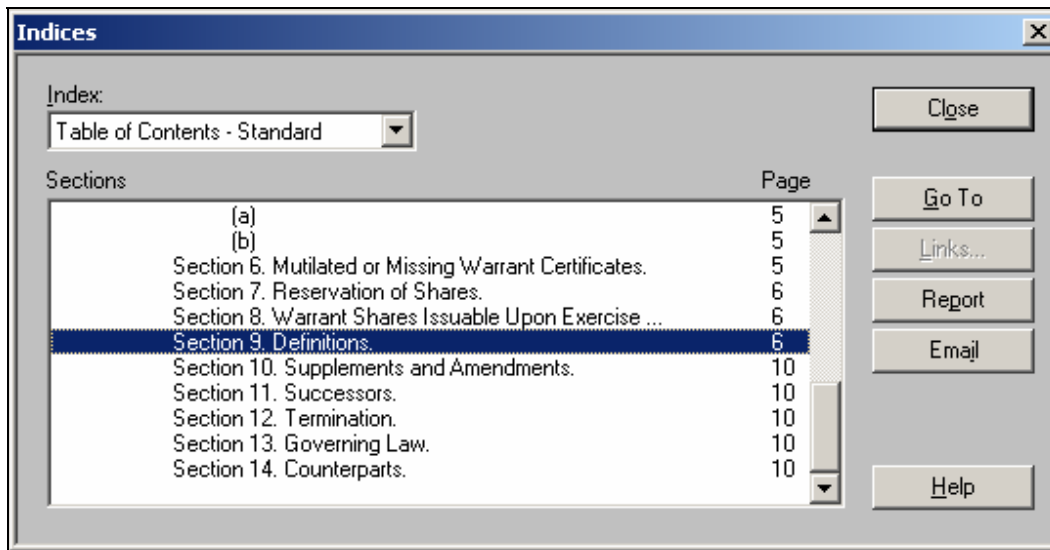 Indices
Index:
Table of Contents - Standard
Close
Sections Page
Go To
(a) 5
(b) 5
Links...
Section 6. Mutilated or Missing Warrant Certificates. 5
Section 7. Reservation of Shares. 6
Report
Section 8. Warrant Shares Issuable Upon Exercise ... 6
Section 9. Definitions. 6
Email
Section 10. Supplements and Amendments. 10
Section 11. Successors. 10
Section 12. Termination. 10
Section 13. Governing Law. 10
Section 14. Counterparts. 10
Help